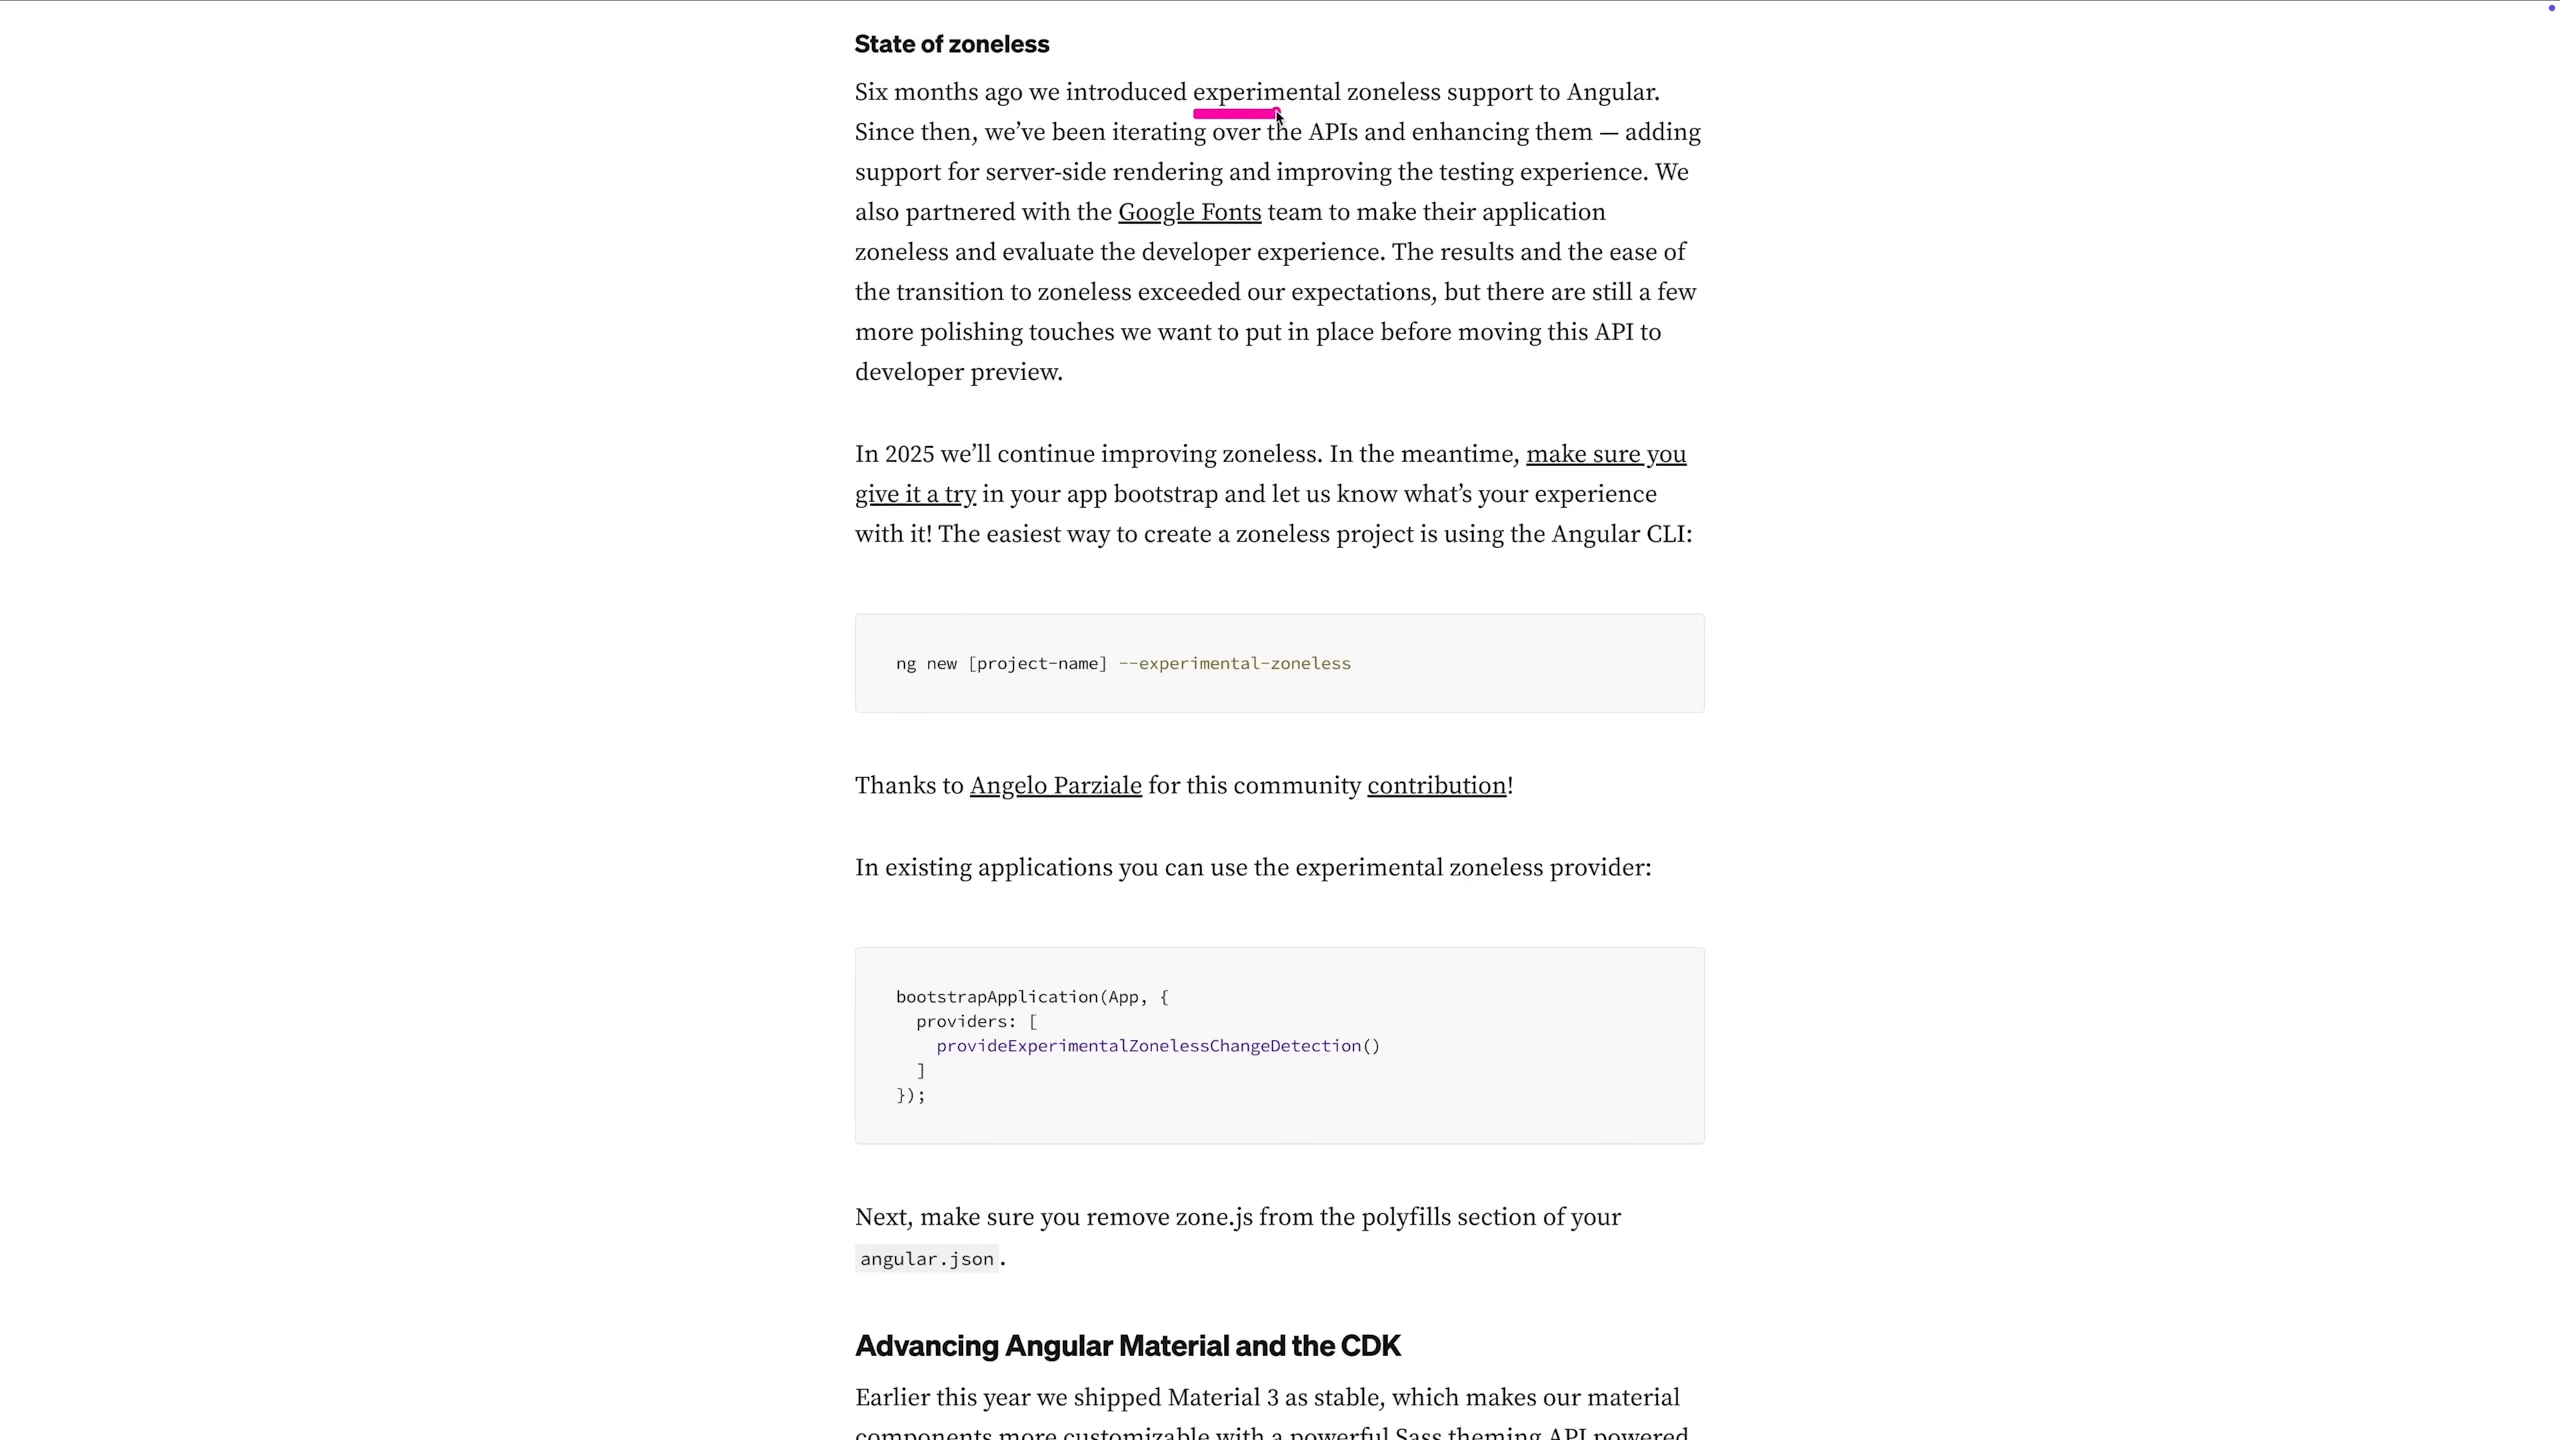 State of zoneless
Six months ago we introduced experimental zoneless support to Angular.
Since then, we’ve been iterating over the APIs and enhancing them — adding
support for server-side rendering and improving the testing experience. We
also partnered with the Google Fonts team to make their application
zoneless and evaluate the developer experience. The results and the ease of
the transition to zoneless exceeded our expectations, but there are still a few
more polishing touches we want to put in place before moving this API to
developer preview.
In 2025 we’ll continue improving zoneless. In the meantime, make sure you
give it a try in your app bootstrap and let us know what’s your experience
with it! The easiest way to create a zoneless project is using the Angular CLI:
ng new [project-name] --experimental-zoneless
Thanks to Angelo Parziale for this community contribution!
In existing applications you can use the experimental zoneless provider:
bootstrapApplication(App, {
  providers: [
    provideExperimentalZonelessChangeDetection()
  ]
});
Next, make sure you remove zone.js from the polyfills section of your
angular.json.
Advancing Angular Material and the CDK
Earlier this year we shipped Material 3 as stable, which makes our material
components more customizable with a powerful Sass theming API powered